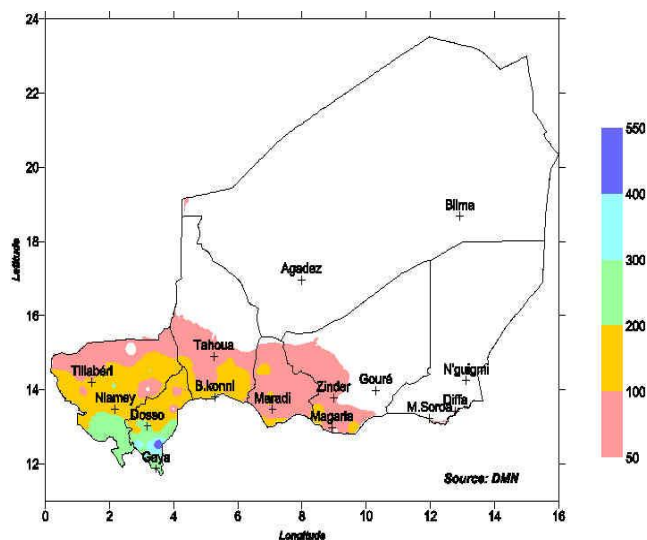 24
22
20
18
16
14
12
Latitude
0 2 4 6 8 10 12 14 16
Longitude
Bilma
Agadez
Tahoua
Tillabéri
B.konni
Zinder
Gouré
N'guigmi
Niamey
Maradi
Diffa
Dosso
Magaria
M.Soroa
Gaya
Source: DMN
550
400
300
200
100
50